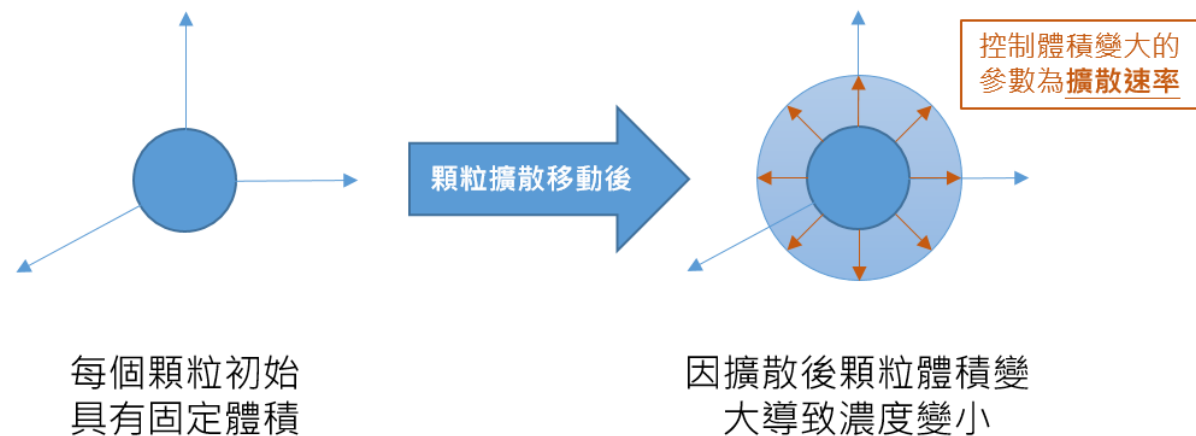 控制體積變大的
參數為擴散速率
顆粒擴散移動後
每個顆粒初始
具有固定體積
因擴散後顆粒體積變
大導致濃度變小